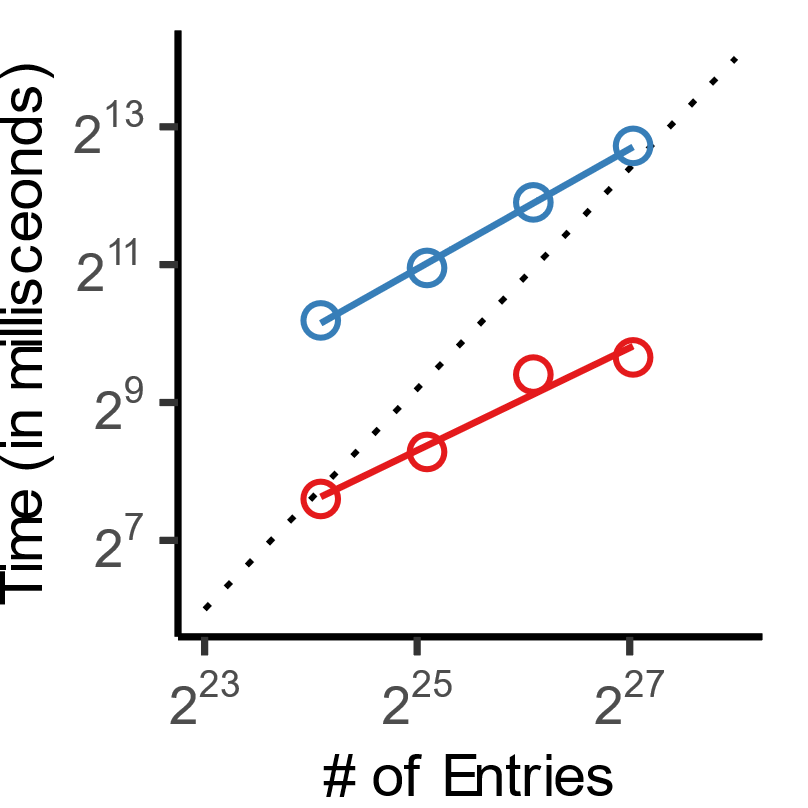 Time (in millisceonds)
2^13
2^11
2^9
2^7
2^23 2^25 2^27
# of Entries